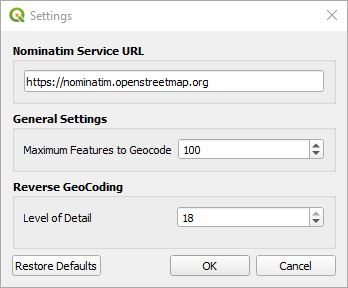 Settings
Nominatim Service URL
https://nominatim.openstreetmap.org
General Settings
Maximum Features to Geocode 100
Reverse GeoCoding
Level of Detail 18
Restore Defaults OK Cancel